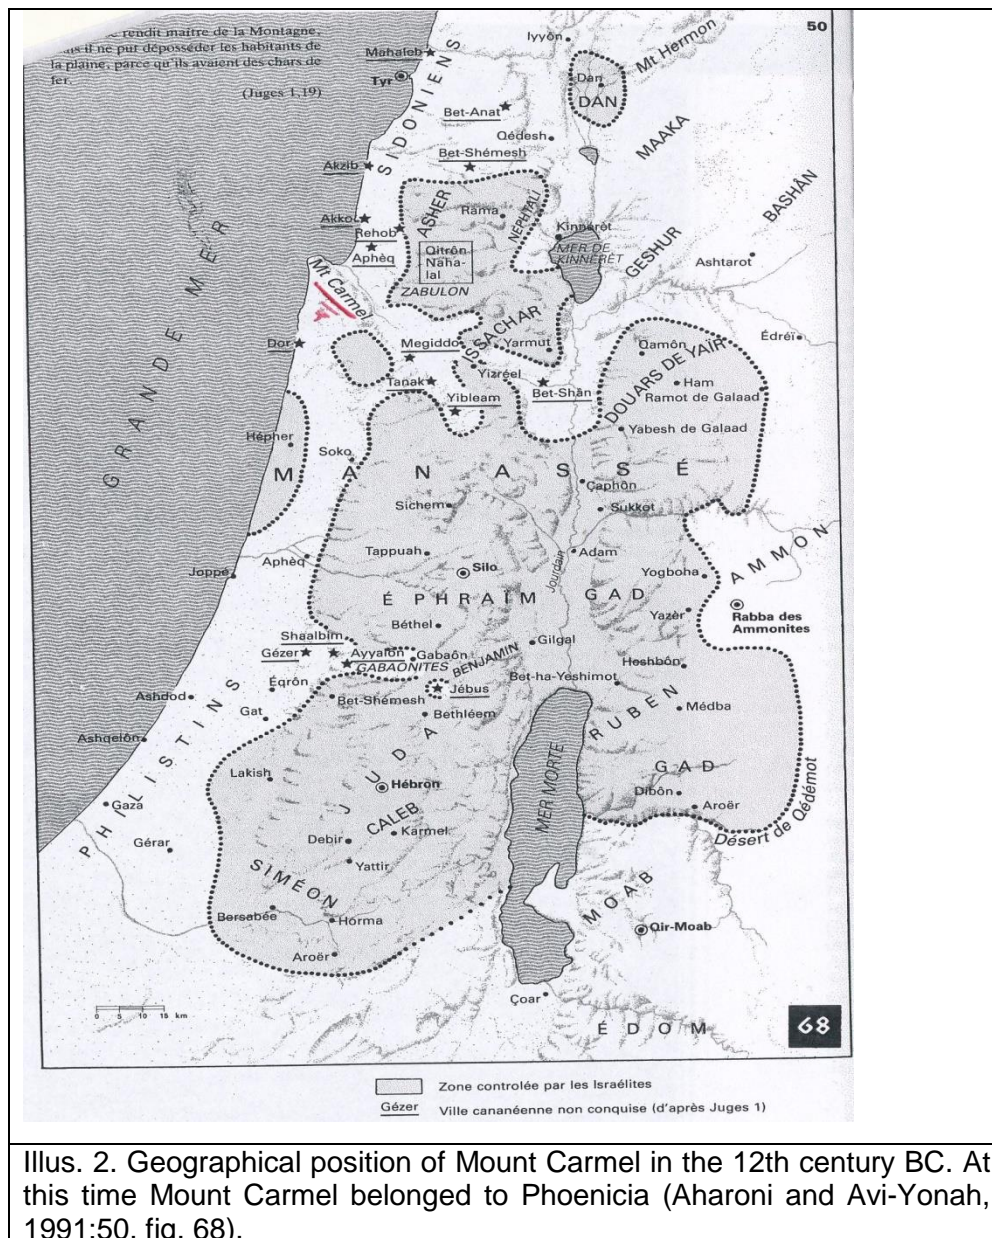 50
e rendit maître de la Montagne,
is il ne put déposséder les habitants de
la plaine, parce qu'ils avaient des chars de
fer.
(Juges 1,19)
Iyyôn
Mt Hermon
Mahaleb
Tyr
Dan
DAN
SIDONIENS
Bet-Anat
Qédesh
MAAKA
Bet-Shémesh
Akzib
BASHÂN
ASHER
Rama
NEPHTALI
Akko
Rehob
Aphèq
Kinnérèt
MER DE
KINNÉRÈT
GESHUR
Ashtarot
Qitrôn
Naha-
lal
ZABULON
Mt Carmel
GRANDE MER
ISSACHAR
Dor
Megiddo
Yarmut
Qamôn
Édréï
DOUARS DE YAÏR
Yizréel
Tanak
Bet-Shân
Ham
Ramot de Galaad
Yibleam
Yabesh de Galaad
Hépher
Soko
MANASSÉ
Çaphôn
Sichem
Sukkot
AMMON
Tappuah
Adam
Aphèq
Jourdain
Silo
Yogboha
Joppé
ÉPHRAÏM
GAD
Yazèr
Rabba des
Ammonites
Béthel
Shaalbim
Gilgal
Gézer
Ayyalôn
Gabaôn
GABAONITES
BENJAMIN
Heshbôn
Bet-ha-Yeshimot
Éqrôn
Jébus
Bet-Shémesh
Ashdod
Gat
Bethléem
RUBEN
Médba
Ashqelôn
PHILISTINS
JUDA
Lakish
Hébron
MER MORTE
GAD
Dibôn
Aroër
Gaza
CALEB
Karmel
Désert de Qédémot
Gérar
Debir
Yattir
SIMÉON
MOAB
Bersabée
Horma
Qir-Moab
Aroër
Çoar
0 5 10 15 km
ÉDOM
68
Zone controlée par les Israélites
Gézer Ville cananéenne non conquise (d'après Juges 1)
Illus. 2. Geographical position of Mount Carmel in the 12th century BC. At
this time Mount Carmel belonged to Phoenicia (Aharoni and Avi-Yonah,
1991:50, fig. 68).